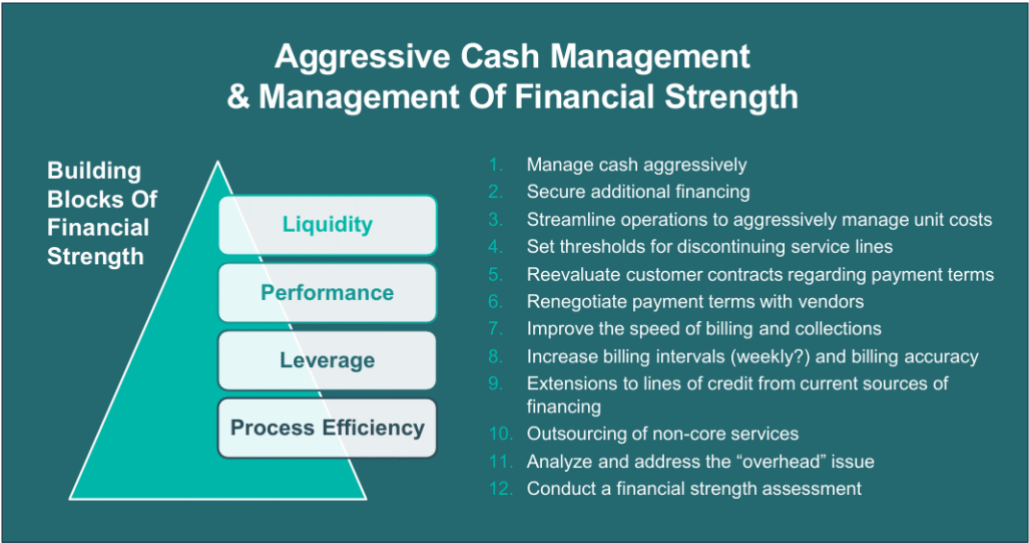 Aggressive Cash Management
& Management Of Financial Strength
Building
Blocks Of
Financial
Strength
Liquidity
Performance
Leverage
Process Efficiency
1. Manage cash aggressively
2. Secure additional financing
3. Streamline operations to aggressively manage unit costs
4. Set thresholds for discontinuing service lines
5. Reevaluate customer contracts regarding payment terms
6. Renegotiate payment terms with vendors
7. Improve the speed of billing and collections
8. Increase billing intervals (weekly?) and billing accuracy
9. Extensions to lines of credit from current sources of
financing
10. Outsourcing of non-core services
11. Analyze and address the “overhead” issue
12. Conduct a financial strength assessment